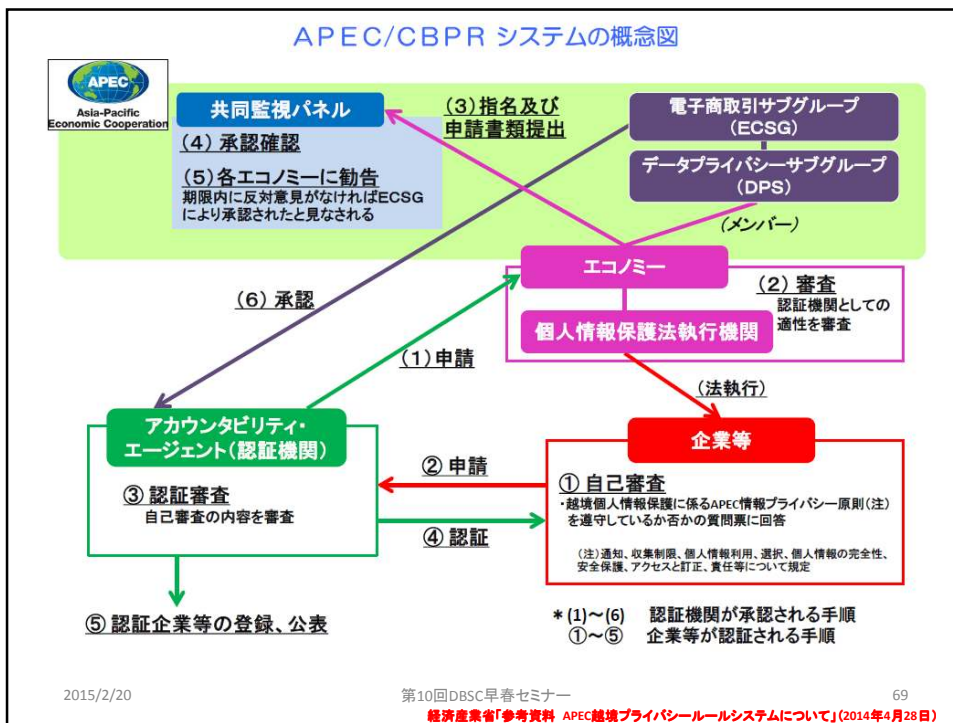 APEC/CBPR システムの概念図
APEC
Asia-Pacific
Economic Cooperation
共同監視パネル
(4) 承認確認
(5)各エコノミーに勧告
期限内に反対意見がなければECSG
により承認されたと見なされる
(3)指名及び
申請書類提出
電子商取引サブグループ
(ECSG)
データプライバシーサブグループ
(DPS)
(メンバー)
エコノミー
(2) 審査
認証機関としての
適性を審査
個人情報保護法執行機関
(6) 承認
(1)申請
(法執行)
アカウンタビリティ・
エージェント(認証機関)
③ 認証審査
自己審査の内容を審査
② 申請
④ 認証
企業等
① 自己審査
・越境個人情報保護に係るAPEC情報プライバシー原則(注)
を遵守しているか否かの質問票に回答
(注)通知、収集制限、個人情報利用、選択、個人情報の完全性、
安全保護、アクセスと訂正、責任等について規定
⑤ 認証企業等の登録、公表
*(1)~(6) 認証機関が承認される手順
①~⑤ 企業等が認証される手順
2015/2/20
第10回DBSC早春セミナー
69
経済産業省「参考資料 APEC越境プライバシールールシステムについて」(2014年4月28日)